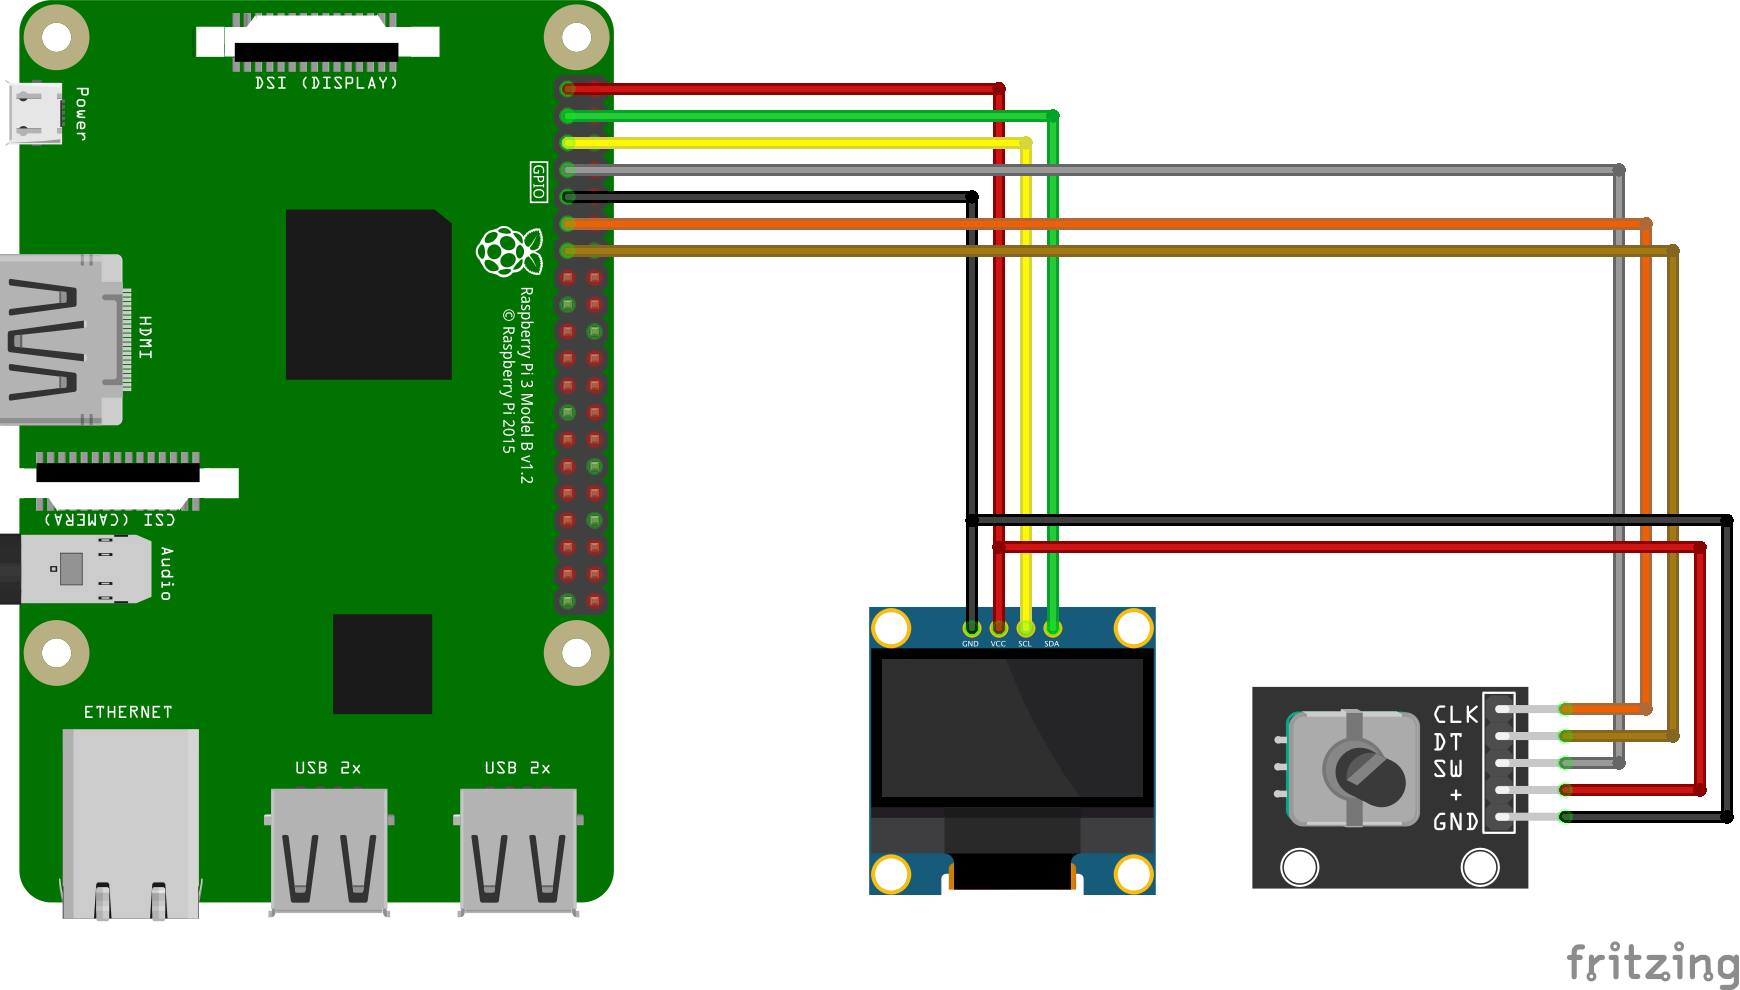 DSI (DISPLAY)
Power
GPIO
HDMI
Raspberry Pi 3 Model B v1.2
© Raspberry Pi 2015
CSI (CAMERA)
Audio
ETHERNET
USB 2x
USB 2x
GND VCC SCL SDA
CLK
DT
SW
+
GND
fritzing